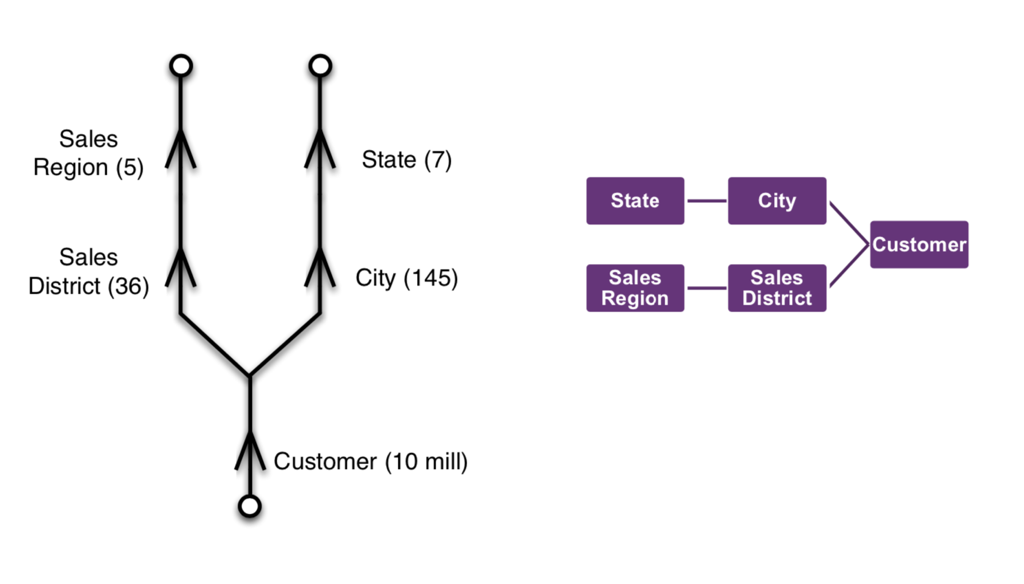 Sales
Region (5)
State (7)
Sales
District (36)
City (145)
Customer (10 mill)
State
City
Customer
Sales
Region
Sales
District